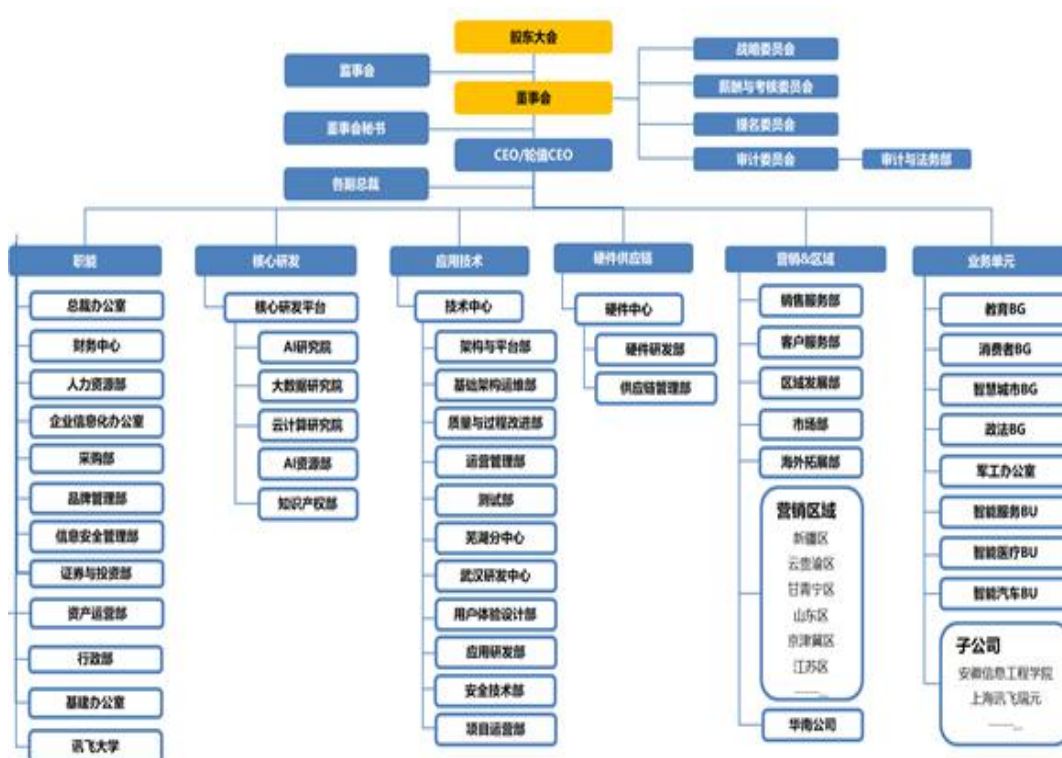 股东大会
监事会
董事会
董事会秘书
CEO/轮值CEO
各副总裁
战略委员会
薪酬与考核委员会
提名委员会
审计委员会
审计与法务部
职能
总裁办公室
财务中心
人力资源部
企业信息化办公室
采购部
品牌管理部
信息安全管理部
证券与投资部
资产运营部
行政部
基建办公室
讯飞大学
核心研发
核心研发平台
AI研究院
大数据研究院
云计算研究院
AI资源部
知识产权部
应用技术
技术中心
架构与平台部
基础架构运维部
质量与过程改进部
运营管理部
测试部
芜湖分中心
武汉研发中心
用户体验设计部
应用研发部
安全技术部
项目运营部
硬件供应链
硬件中心
硬件研发部
供应链管理部
营销&区域
销售服务部
客户服务部
区域发展部
市场部
海外拓展部
营销区域
新疆区
云贵渝区
甘青宁区
山东区
京津冀区
江苏区
……
华南公司
业务单元
教育BG
消费者BG
智慧城市BG
政法BG
军工办公室
智能服务BU
智能医疗BU
智能汽车BU
子公司
安徽信息工程学院
上海讯飞瑞元
……